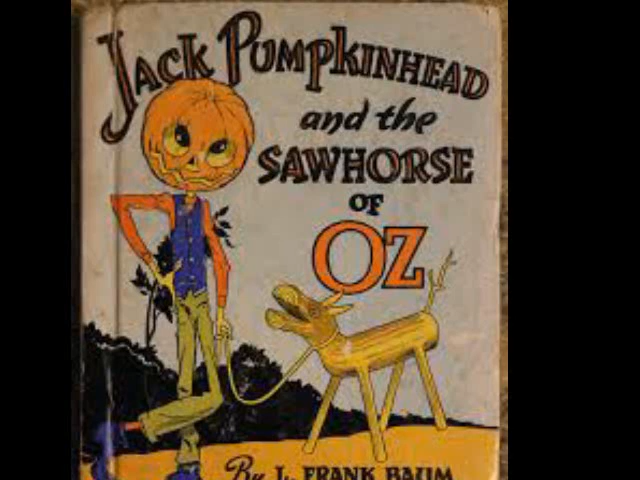 Jack Pumpkinhead
and the
SAWHORSE
OF
OZ
By L. FRANK BAUM